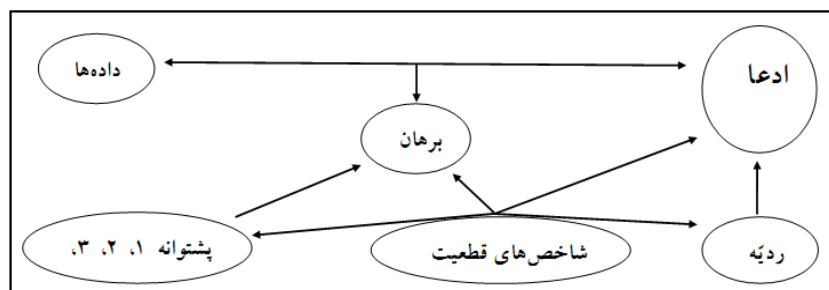 داده‌ها
ادعا
برهان
پشتوانه ۱، ۲، ۳،
شاخص‌های قطعیت
ردیّه